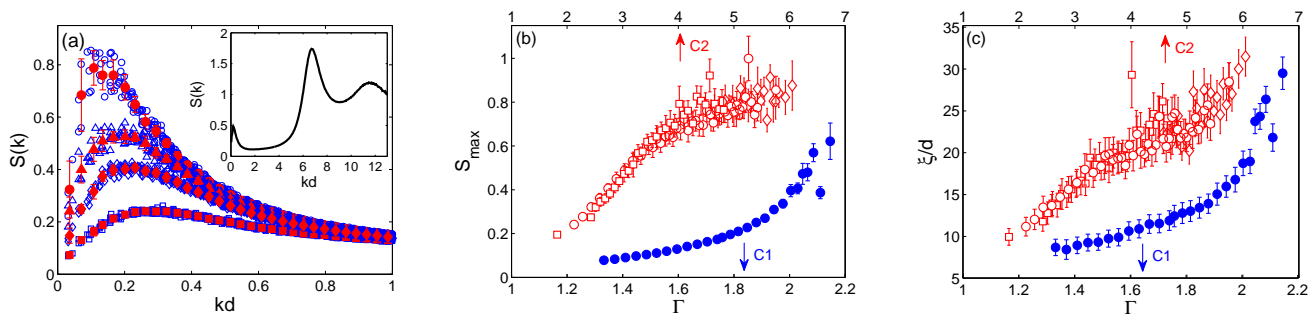 (a)
S(k)
0.8
0.6
0.4
0.2
0
0 0.2 0.4 0.6 0.8 1
kd
S(k)
2
1.5
1
0.5
0
0 2 4 6 8 10 12
kd
(b)
1 2 3 4 5 6 7
S_max
1
0.8
0.6
0.4
0.2
0
C2
C1
1 1.2 1.4 1.6 1.8 2 2.2
Γ
(c)
1 2 3 4 5 6 7
ξ/d
35
30
25
20
15
10
5
C2
C1
1 1.2 1.4 1.6 1.8 2 2.2
Γ